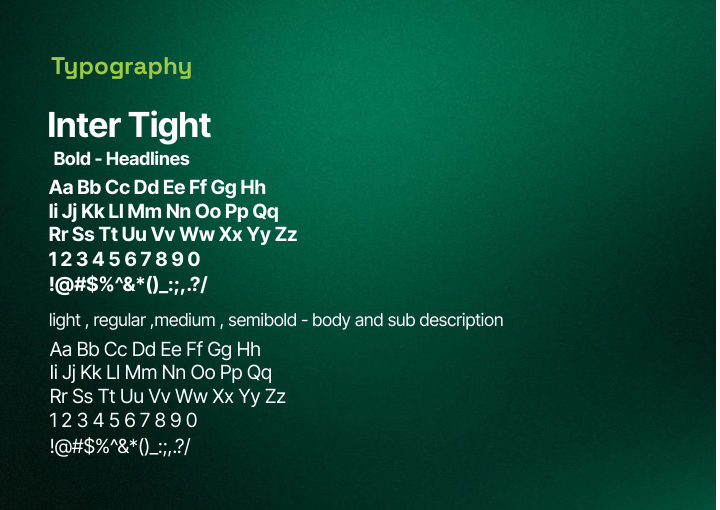 Typography
Inter Tight
Bold - Headlines
Aa Bb Cc Dd Ee Ff Gg Hh
Ii Jj Kk Ll Mm Nn Oo Pp Qq
Rr Ss Tt Uu Vv Ww Xx Yy Zz
1 2 3 4 5 6 7 8 9 0
!@#$%^&*()_:;,.?/
light , regular ,medium , semibold - body and sub description
Aa Bb Cc Dd Ee Ff Gg Hh
Ii Jj Kk Ll Mm Nn Oo Pp Qq
Rr Ss Tt Uu Vv Ww Xx Yy Zz
1 2 3 4 5 6 7 8 9 0
!@#$%^&*()_:;,.?/